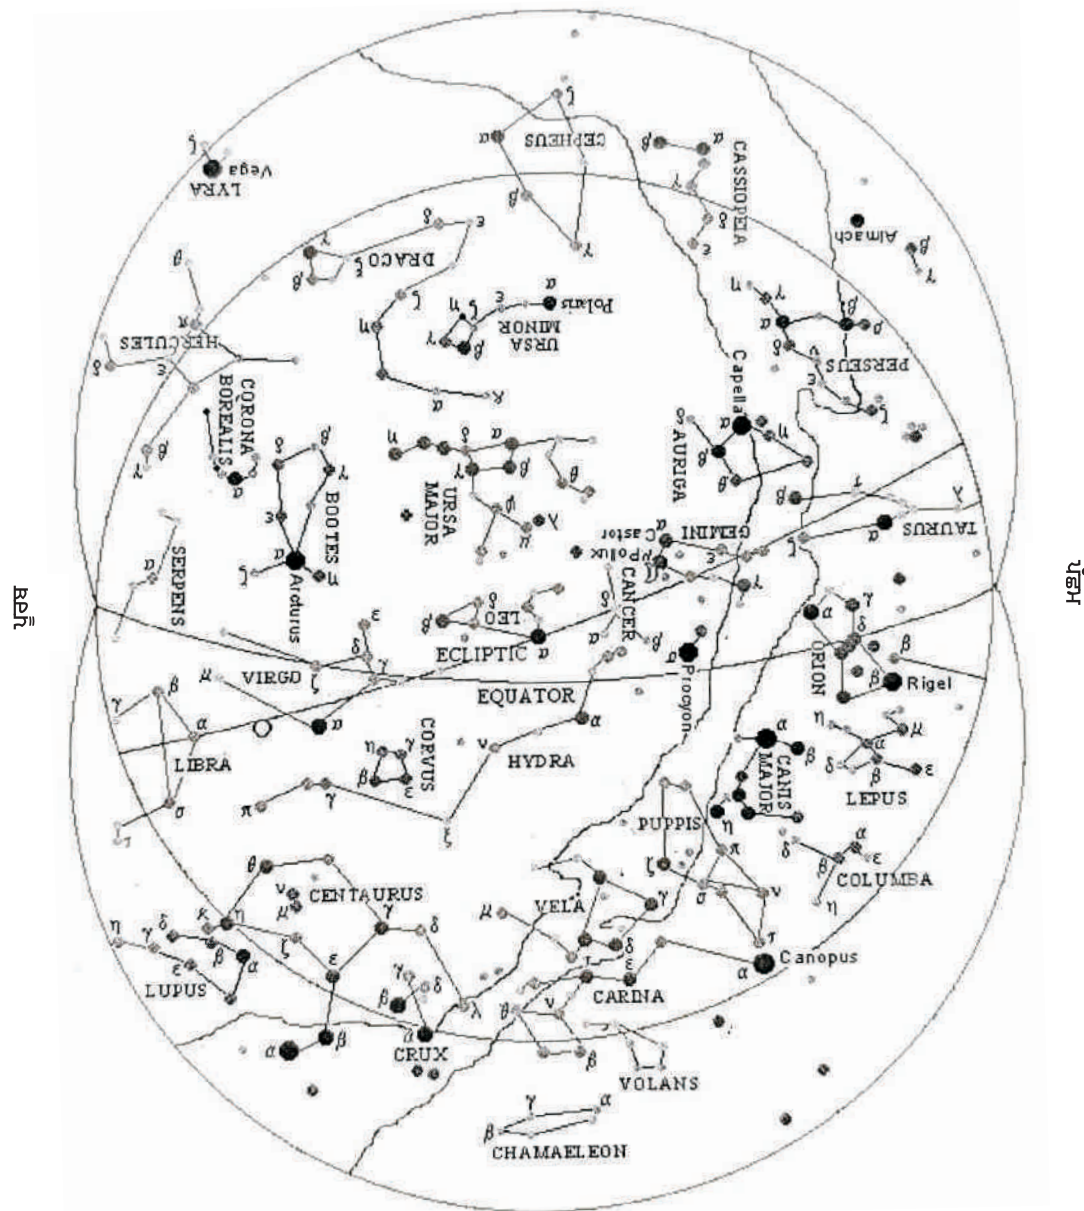 ζ
α
CEPHEUS
β
γ
β
α
CASSIOPEIA
γ
δ
ε
ζ
Vega
LYRA
Almach
β
γ
θ
π
HERCULES
δ
ε
β
γ
γ
β
ξ
DRACO
δ
ε
ζ
η
α
λ
α
Polaris
ε
ζ
η
γ
β
URSA
MINOR
η
γ
α
δ
β
ρ
ν
ε
ζ
PERSEUS
Capella
α
δ
η
β
θ
AURIGA
CORONA
BOREALIS
α
δ
β
γ
ε
BOOTES
α
η
ζ
Arcturus
η
δ
α
γ
β
θ
ψ
λ
μ
URSA
MAJOR
β
τ
λ
α
ζ
TAURUS
GEMINI
α
Castor
Pollux
ε
γ
SERPENS
α
CANCER
δ
α
β
LEO
δ
β
α
ECLIPTIC
ε
δ
γ
ζ
μ
α
VIRGO
EQUATOR
α
Procyon
α
γ
δ
β
β
ORION
Rigel
γ
β
α
σ
τ
LIBRA
CORVUS
η
γ
β
ε
α
ν
HYDRA
π
γ
ζ
α
β
CANIS
MAJOR
η
η
α
μ
δ
β
ε
LEPUS
PUPPIS
ζ
π
σ
ν
τ
δ
α
β
ε
η
COLUMBA
θ
CENTAURUS
ν
μ
κ
η
ζ
γ
δ
ε
λ
β
α
η
γ
δ
β
α
ε
LUPUS
μ
VELA
γ
δ
α
Canopus
ε
CARINA
θ
ν
β
γ
δ
β
α
CRUX
VOLANS
γ
α
β
CHAMAELEON